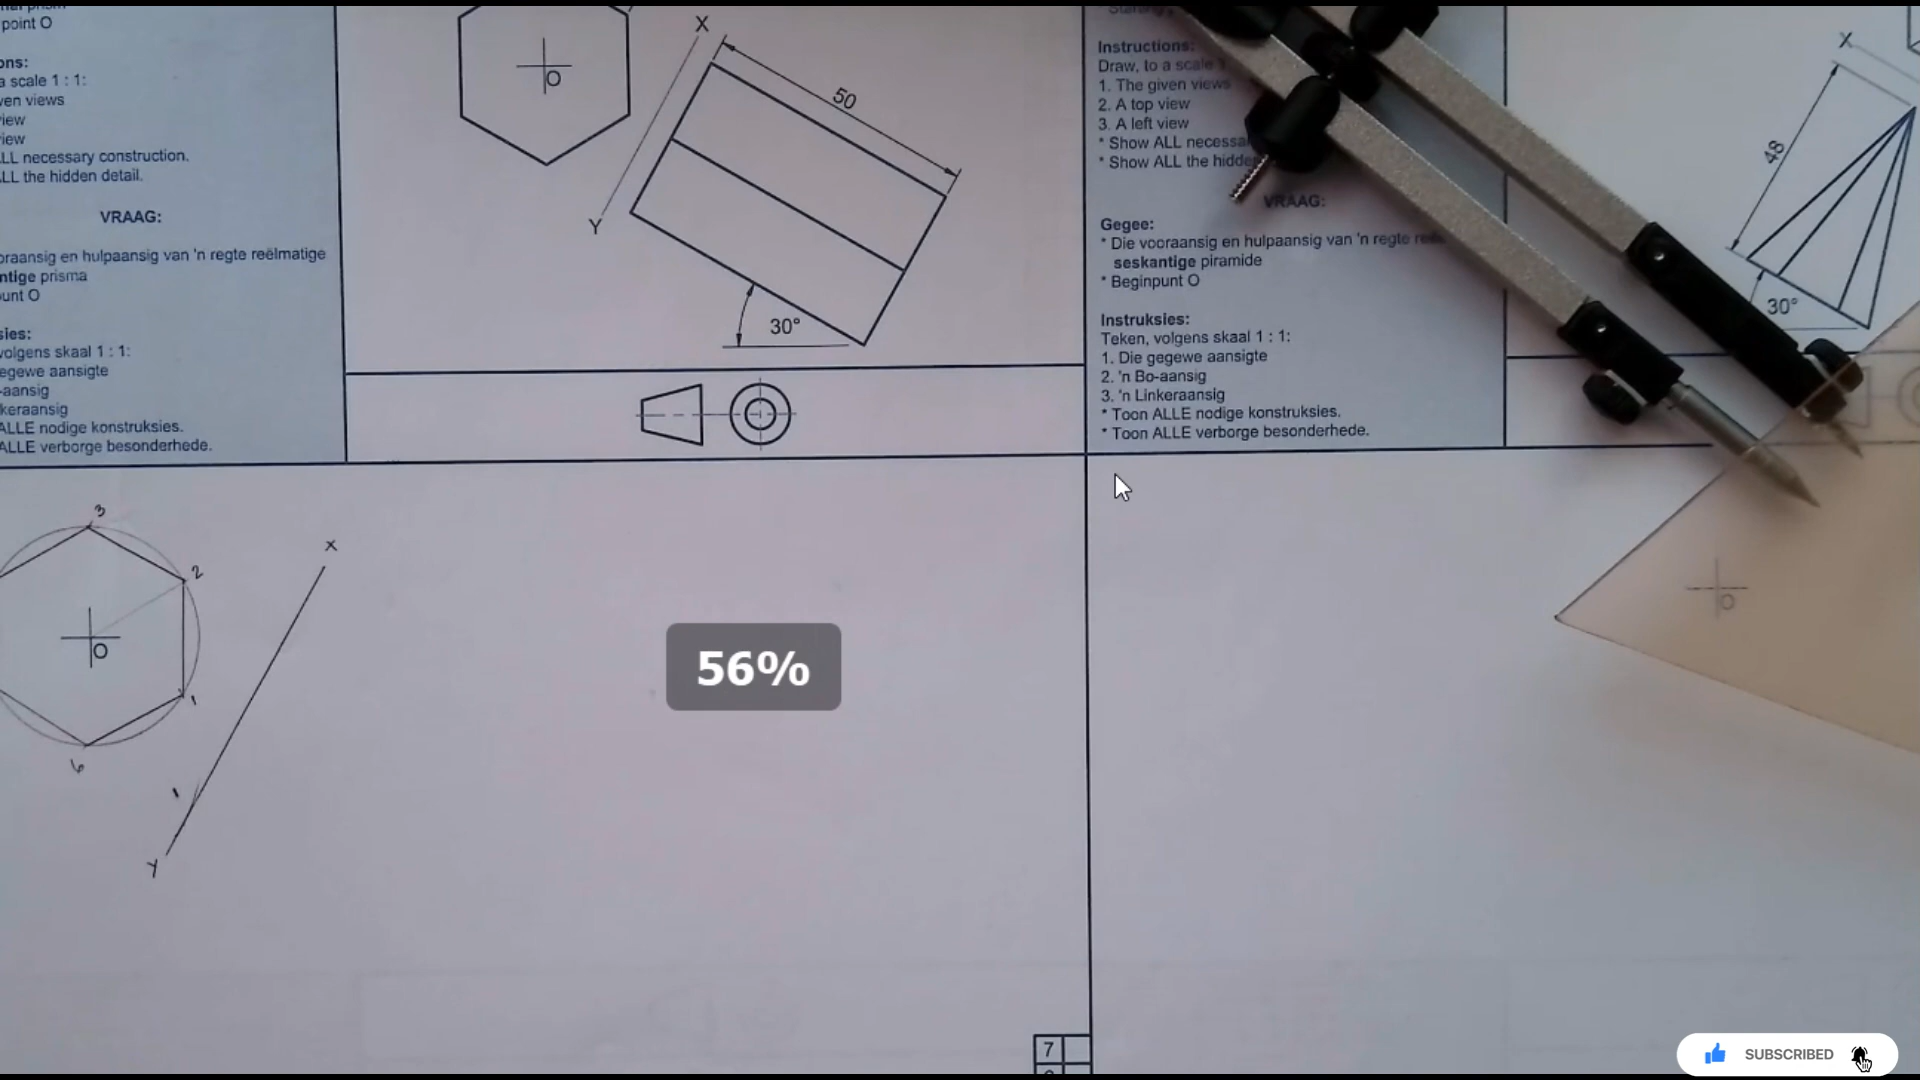 point O
ons:
a scale 1 : 1:
ven views
iew
view
LL necessary construction.
ALL the hidden detail.
VRAAG:
oraansig en hulpaansig van 'n regte reëlmatige
ntige prisma
punt O
sies:
volgens skaal 1 : 1:
egewe aansigte
-aansig
keraansig
ALLE nodige konstruksies.
ALLE verborge besonderhede.
O
X
50
Y
30°
Instructions:
Draw, to a scale
1. The given views
2. A top view
3. A left view
* Show ALL necessa
* Show ALL the hidde
VRAAG:
Gegee:
* Die vooraansig en hulpaansig van 'n regte
seskantige piramide
* Beginpunt O
Instruksies:
Teken, volgens skaal 1 : 1:
1. Die gegewe aansigte
2. 'n Bo-aansig
3. 'n Linkeraansig
* Toon ALLE nodige konstruksies.
* Toon ALLE verborge besonderhede.
X
48
30°
3
2
O
1
6
X
1
Y
56%
O
7
SUBSCRIBED